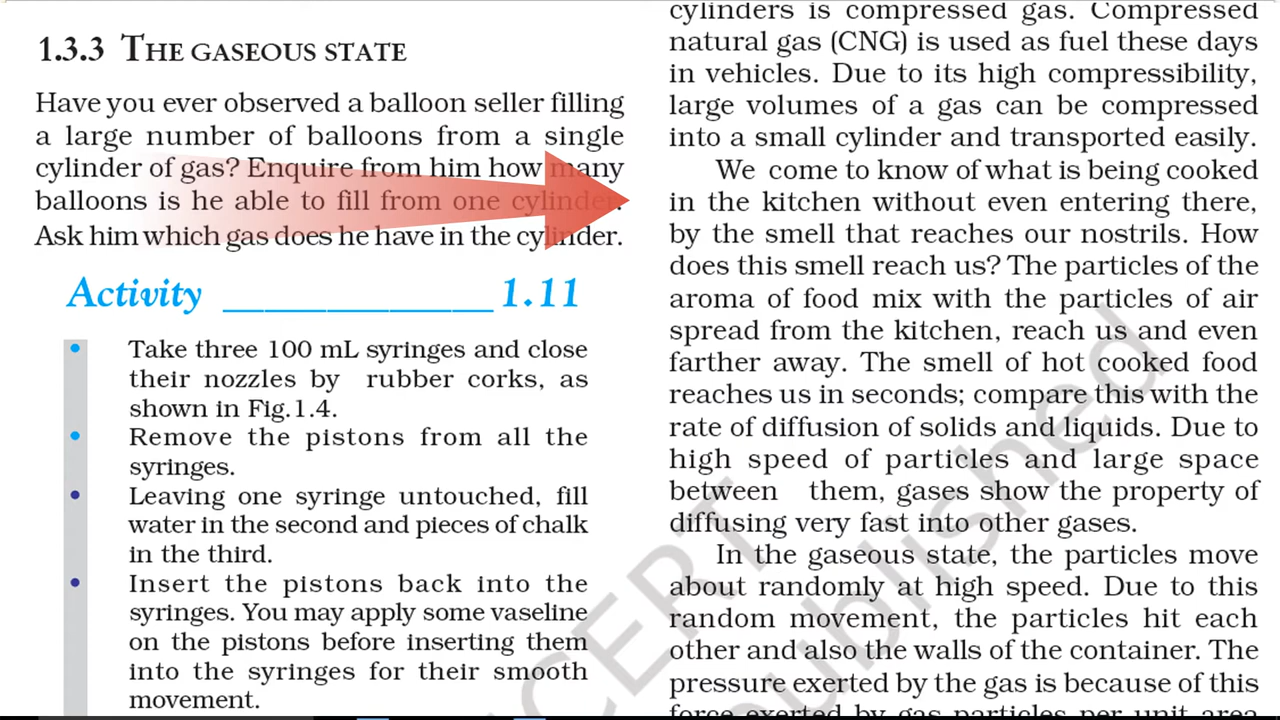 1.3.3 THE GASEOUS STATE
Have you ever observed a balloon seller filling
a large number of balloons from a single
cylinder of gas? Enquire from him how many
balloons is he able to fill from one cylinder.
Ask him which gas does he have in the cylinder.
Activity _____________ 1.11
• Take three 100 mL syringes and close
their nozzles by rubber corks, as
shown in Fig.1.4.
• Remove the pistons from all the
syringes.
• Leaving one syringe untouched, fill
water in the second and pieces of chalk
in the third.
• Insert the pistons back into the
syringes. You may apply some vaseline
on the pistons before inserting them
into the syringes for their smooth
movement.
cylinders is compressed gas. Compressed
natural gas (CNG) is used as fuel these days
in vehicles. Due to its high compressibility,
large volumes of a gas can be compressed
into a small cylinder and transported easily.
We come to know of what is being cooked
in the kitchen without even entering there,
by the smell that reaches our nostrils. How
does this smell reach us? The particles of the
aroma of food mix with the particles of air
spread from the kitchen, reach us and even
farther away. The smell of hot cooked food
reaches us in seconds; compare this with the
rate of diffusion of solids and liquids. Due to
high speed of particles and large space
between them, gases show the property of
diffusing very fast into other gases.
In the gaseous state, the particles move
about randomly at high speed. Due to this
random movement, the particles hit each
other and also the walls of the container. The
pressure exerted by the gas is because of this
force exerted by gas particles per unit area